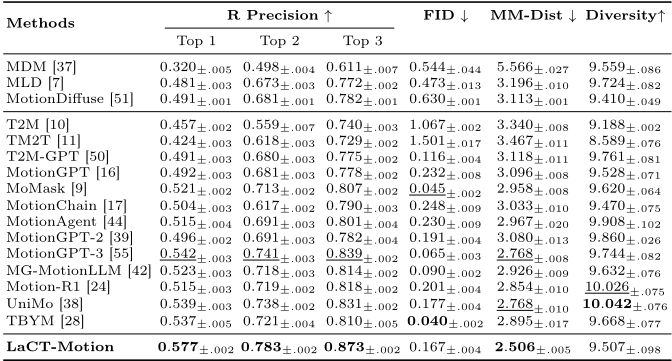 Methods R Precision ↑ FID ↓ MM-Dist ↓ Diversity↑
Top 1 Top 2 Top 3
MDM [37] 0.320±.005 0.498±.004 0.611±.007 0.544±.044 5.566±.027 9.559±.086
MLD [7] 0.481±.003 0.673±.003 0.772±.002 0.473±.013 3.196±.010 9.724±.082
MotionDiffuse [51] 0.491±.001 0.681±.001 0.782±.001 0.630±.001 3.113±.001 9.410±.049
T2M [10] 0.457±.002 0.559±.007 0.740±.003 1.067±.002 3.340±.008 9.188±.002
TM2T [11] 0.424±.003 0.618±.003 0.729±.002 1.501±.017 3.467±.011 8.589±.076
T2M-GPT [50] 0.491±.003 0.680±.003 0.775±.002 0.116±.004 3.118±.011 9.761±.081
MotionGPT [16] 0.492±.003 0.681±.003 0.778±.002 0.232±.008 3.096±.008 9.528±.071
MoMask [9] 0.521±.002 0.713±.002 0.807±.002 0.045±.002 2.958±.008 9.620±.064
MotionChain [17] 0.504±.003 0.617±.002 0.790±.003 0.248±.009 3.033±.010 9.470±.075
MotionAgent [44] 0.515±.004 0.691±.003 0.801±.004 0.230±.009 2.967±.020 9.908±.102
MotionGPT-2 [39] 0.496±.002 0.691±.003 0.782±.004 0.191±.004 3.080±.013 9.860±.026
MotionGPT-3 [55] 0.542±.003 0.741±.003 0.839±.002 0.065±.003 2.768±.008 9.744±.082
MG-MotionLLM [42] 0.523±.003 0.718±.003 0.814±.002 0.090±.002 2.926±.009 9.632±.076
Motion-R1 [24] 0.515±.003 0.719±.002 0.818±.002 0.201±.004 2.854±.010 10.026±.075
UniMo [38] 0.539±.003 0.738±.002 0.831±.002 0.177±.004 2.768±.010 10.042±.076
TBYM [28] 0.537±.005 0.721±.004 0.810±.005 0.040±.002 2.895±.017 9.668±.077
LaCT-Motion 0.577±.002 0.783±.002 0.873±.002 0.167±.004 2.506±.005 9.507±.098